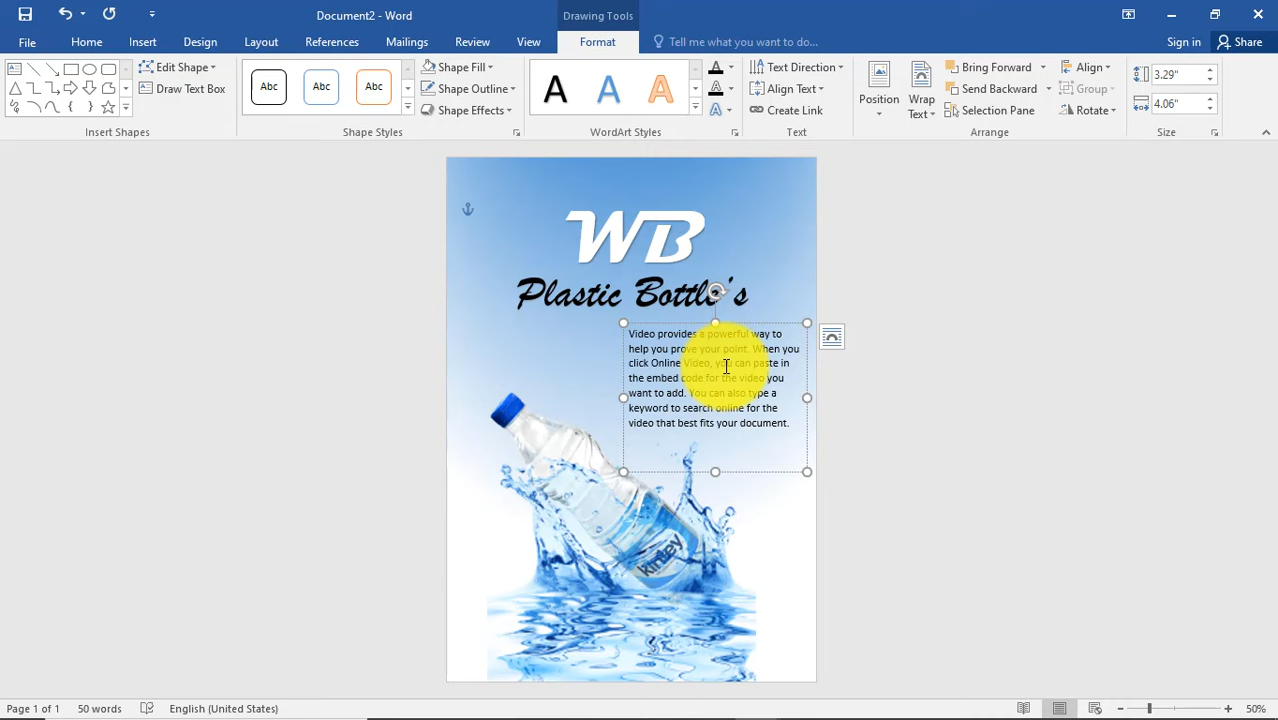 Document2 - Word
Drawing Tools
File
Home
Insert
Design
Layout
References
Mailings
Review
View
Format
Tell me what you want to do...
Sign in
Share
Edit Shape
Draw Text Box
Insert Shapes
Abc
Abc
Abc
Shape Fill
Shape Outline
Shape Effects
Shape Styles
A
A
A
A
A
A
WordArt Styles
Text Direction
Align Text
Create Link
Text
Position
Wrap
Text
Bring Forward
Send Backward
Selection Pane
Align
Group
Rotate
Arrange
3.29"
4.06"
Size
WB
Plastic Bottle's
Video provides a powerful way to
help you prove your point. When you
click Online Video, you can paste in
the embed code for the video you
want to add. You can also type a
keyword to search online for the
video that best fits your document.
kinley
Page 1 of 1
50 words
English (United States)
50%